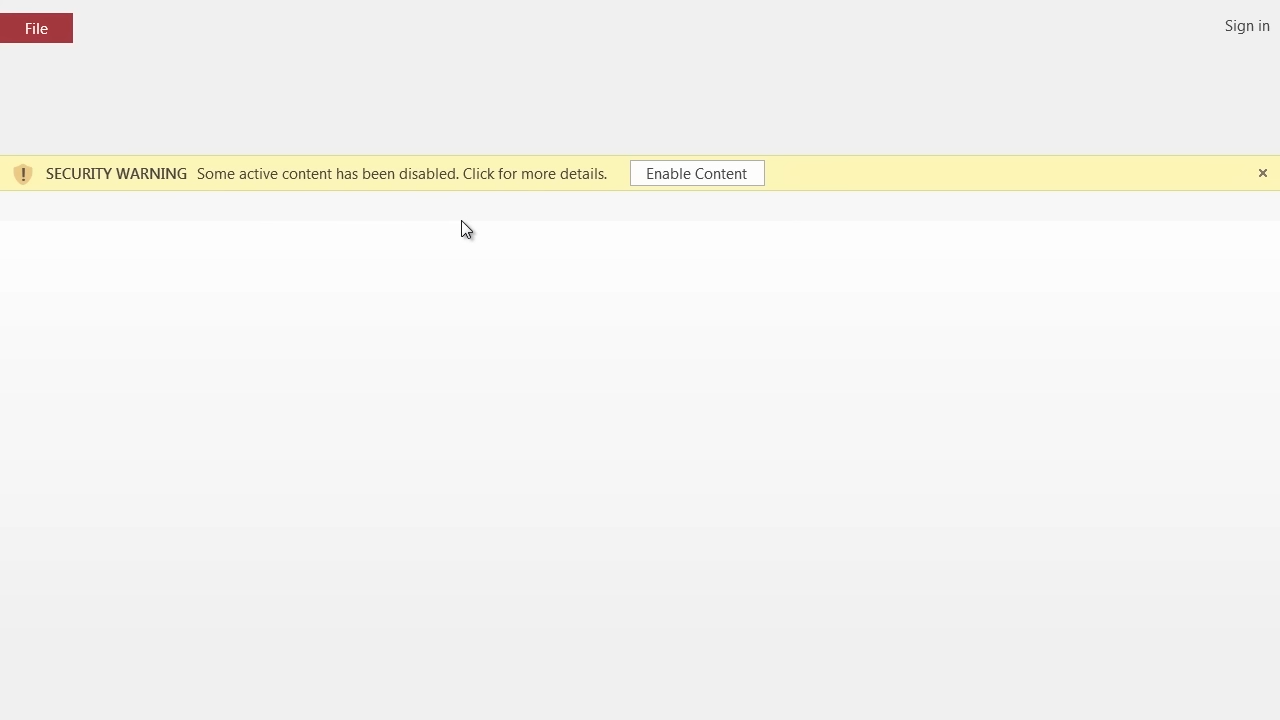 File
Sign in
SECURITY WARNING Some active content has been disabled. Click for more details. Enable Content